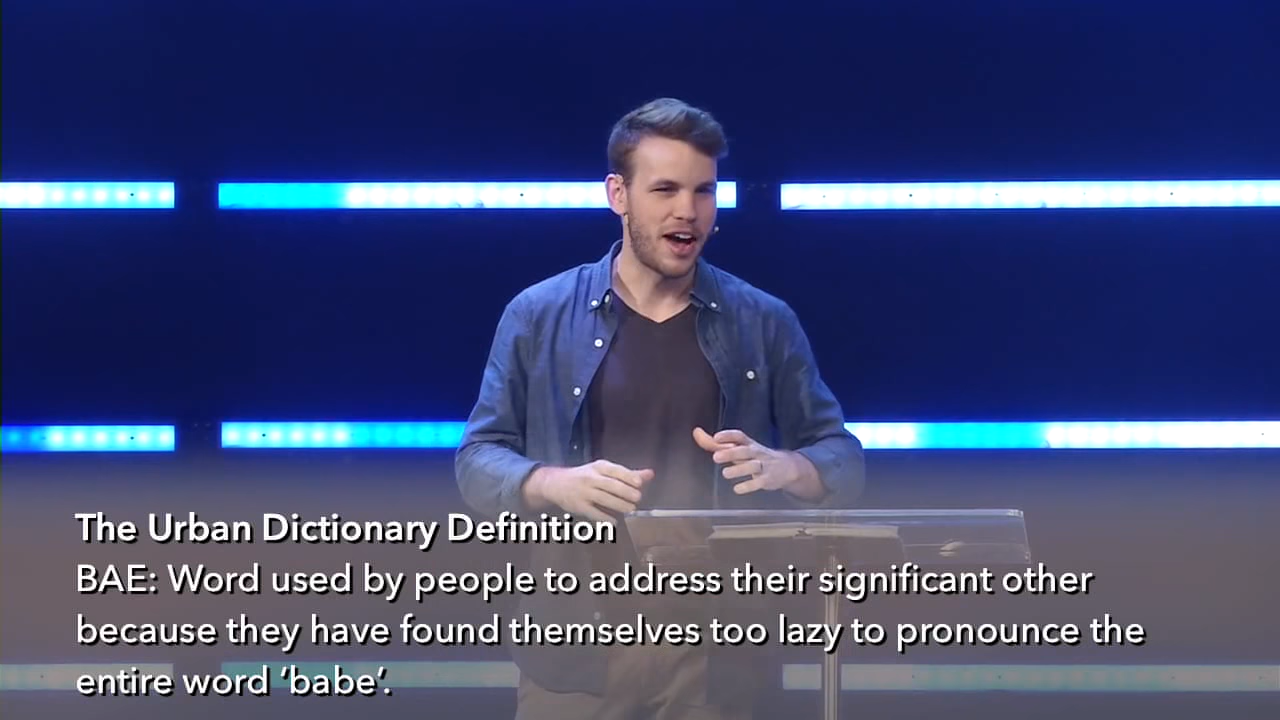 The Urban Dictionary Definition
BAE: Word used by people to address their significant other
because they have found themselves too lazy to pronounce the
entire word ‘babe’.